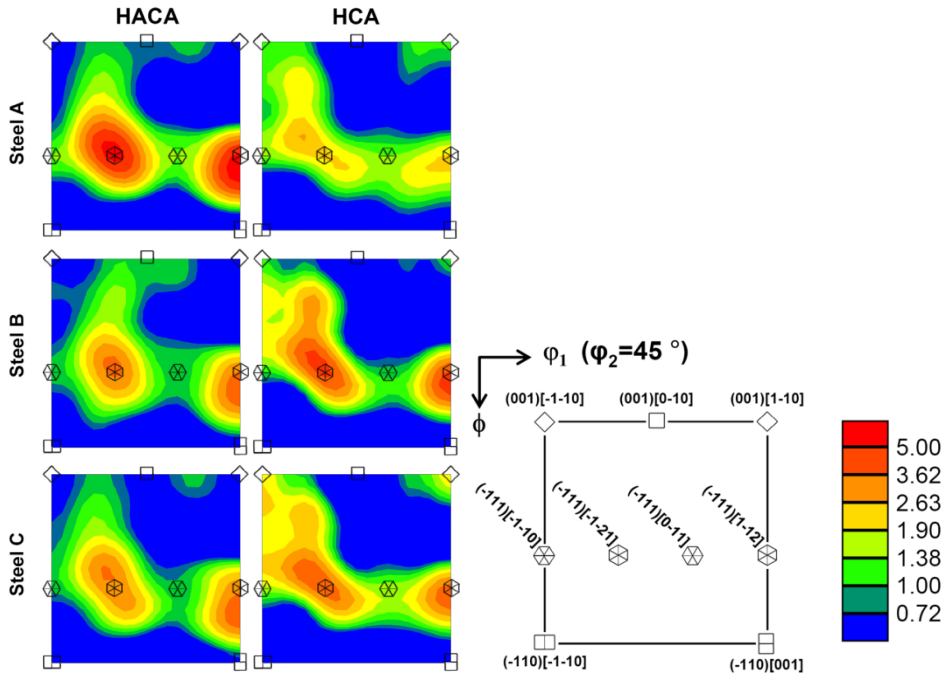 HACA
HCA
Steel A
Steel B
Steel C
φ₁ (φ₂=45 °)
ϕ
(001)[-1-10]
(001)[0-10]
(001)[1-10]
(-111)[-1-10]
(-111)[-1-21]
(-111)[0-11]
(-111)[1-12]
(-110)[-1-10]
(-110)[001]
5.00
3.62
2.63
1.90
1.38
1.00
0.72